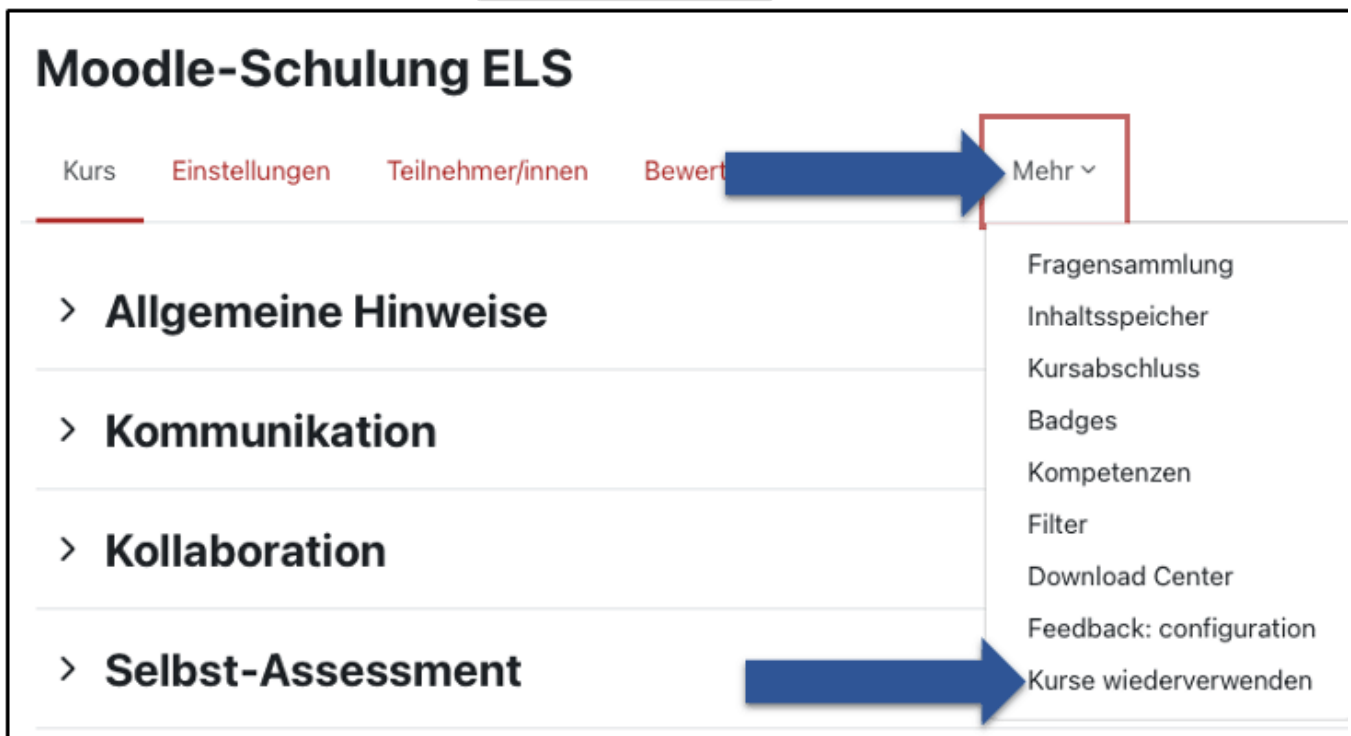 Moodle-Schulung ELS
Kurs Einstellungen Teilnehmer/innen Bewert Mehr
Fragensammlung
Allgemeine Hinweise
Inhaltsspeicher
Kursabschluss
Badges
Kommunikation
Kompetenzen
Filter
Kollaboration
Download Center
Feedback: configuration
Selbst-Assessment
Kurse wiederverwenden